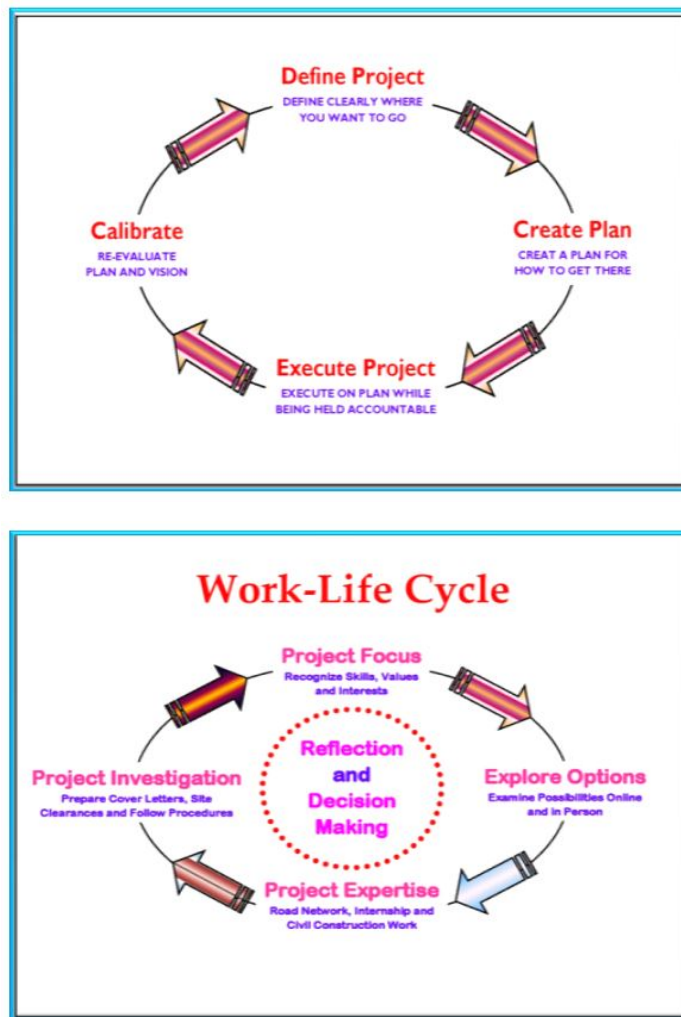 Define Project
DEFINE CLEARLY WHERE
YOU WANT TO GO
Calibrate
RE-EVALUATE
PLAN AND VISION
Create Plan
CREAT A PLAN FOR
HOW TO GET THERE
Execute Project
EXECUTE ON PLAN WHILE
BEING HELD ACCOUNTABLE
Work-Life Cycle
Project Focus
Recognize Skills, Values
and Interests
Reflection
and
Decision
Making
Project Investigation
Prepare Cover Letters, Site
Clearances and Follow Procedures
Explore Options
Examine Possibilities Online
and in Person
Project Expertise
Road Network, Internship and
Civil Construction Work